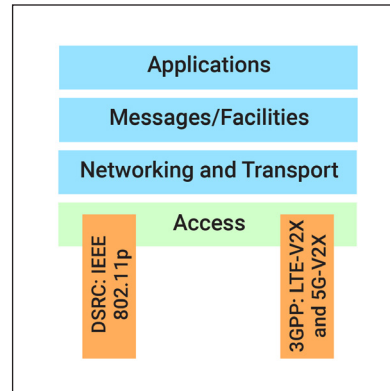 Applications
Messages/Facilities
Networking and Transport
Access
DSRC: IEEE
802.11p
3GPP: LTE-V2X
and 5G-V2X